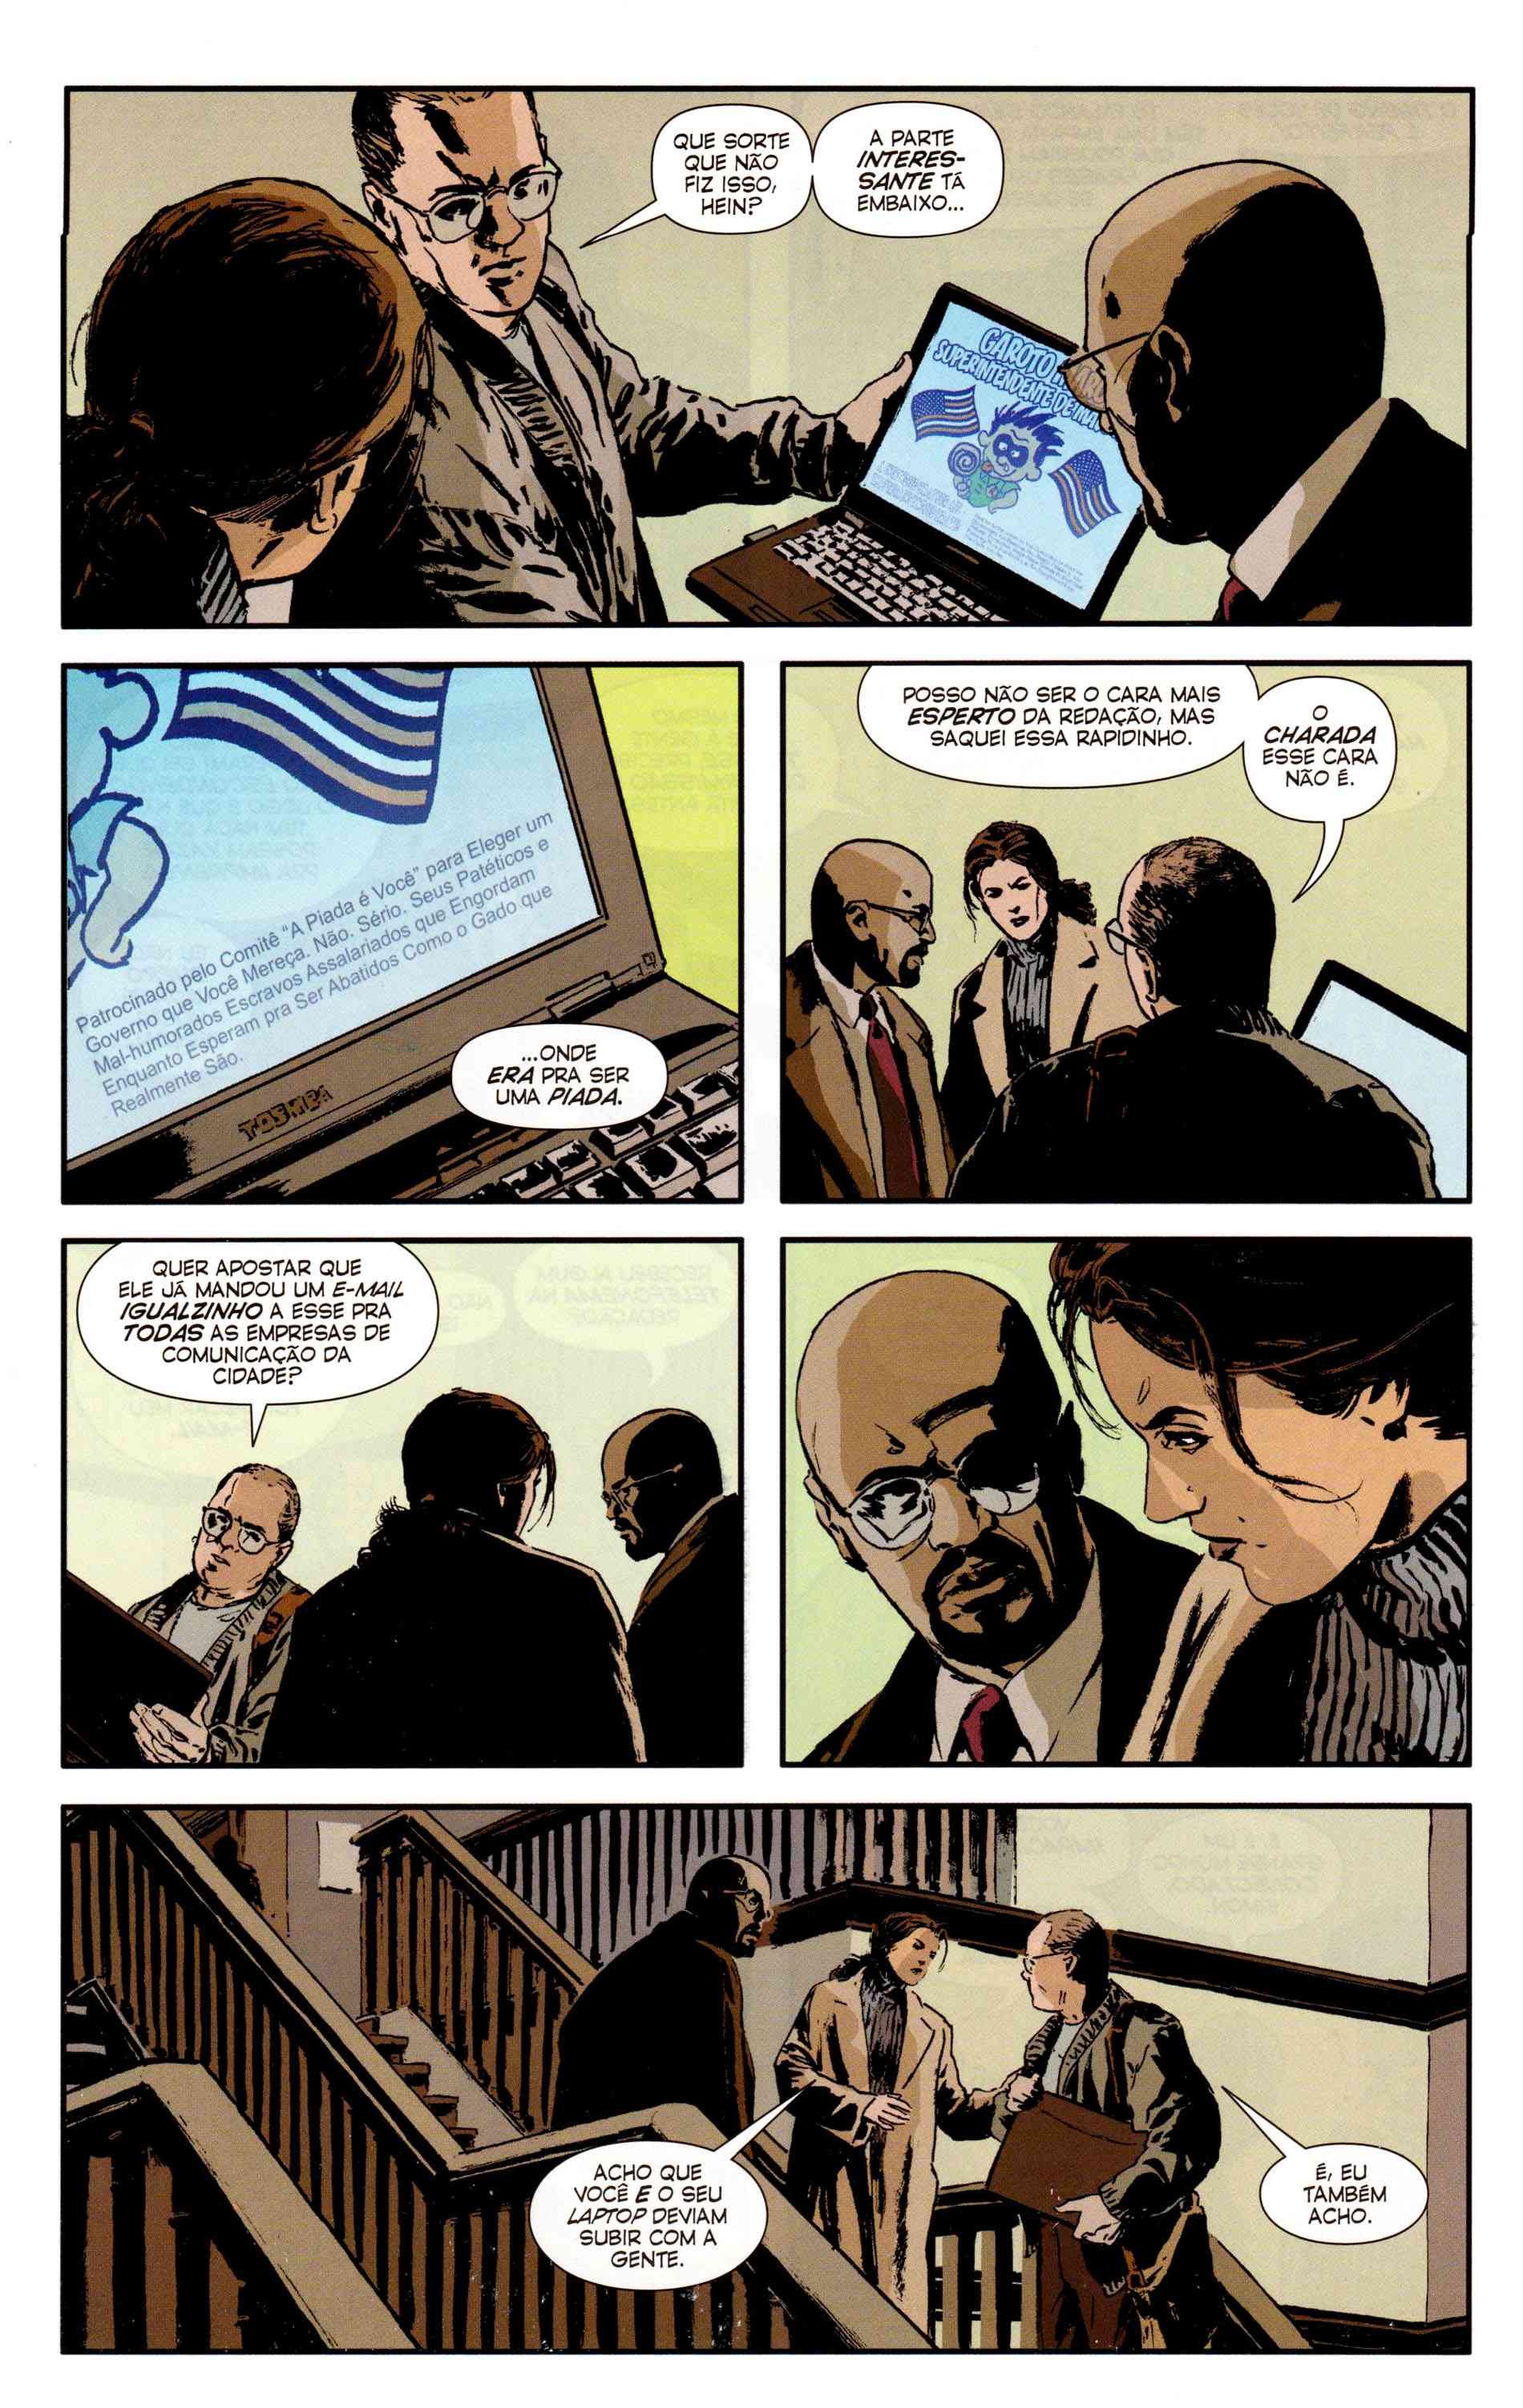 QUE SORTE
QUE NÃO
FIZ ISSO,
HEIN?
A PARTE
INTERES-
SANTE TÁ
EMBAIXO...
GAROTO
SUPERINTENDENTE DE
Patrocinado pelo Comitê “A Piada é Você” para Eleger um
Governo que Você Mereça. Não. Sério. Seus Patéticos e
Mal-humorados Escravos Assalariados que Engordam
Enquanto Esperam pra Ser Abatidos Como o Gado que
Realmente São.
...ONDE
ERA PRA SER
UMA PIADA.
POSSO NÃO SER O CARA MAIS
ESPERTO DA REDAÇÃO, MAS
SAQUEI ESSA RAPIDINHO.
O
CHARADA
ESSE CARA
NÃO É.
QUER APOSTAR QUE
ELE JÁ MANDOU UM E-MAIL
IGUALZINHO A ESSE PRA
TODAS AS EMPRESAS DE
COMUNICAÇÃO DA
CIDADE?
ACHO QUE
VOCÊ E O SEU
LAPTOP DEVIAM
SUBIR COM A
GENTE.
É, EU
TAMBÉM
ACHO.